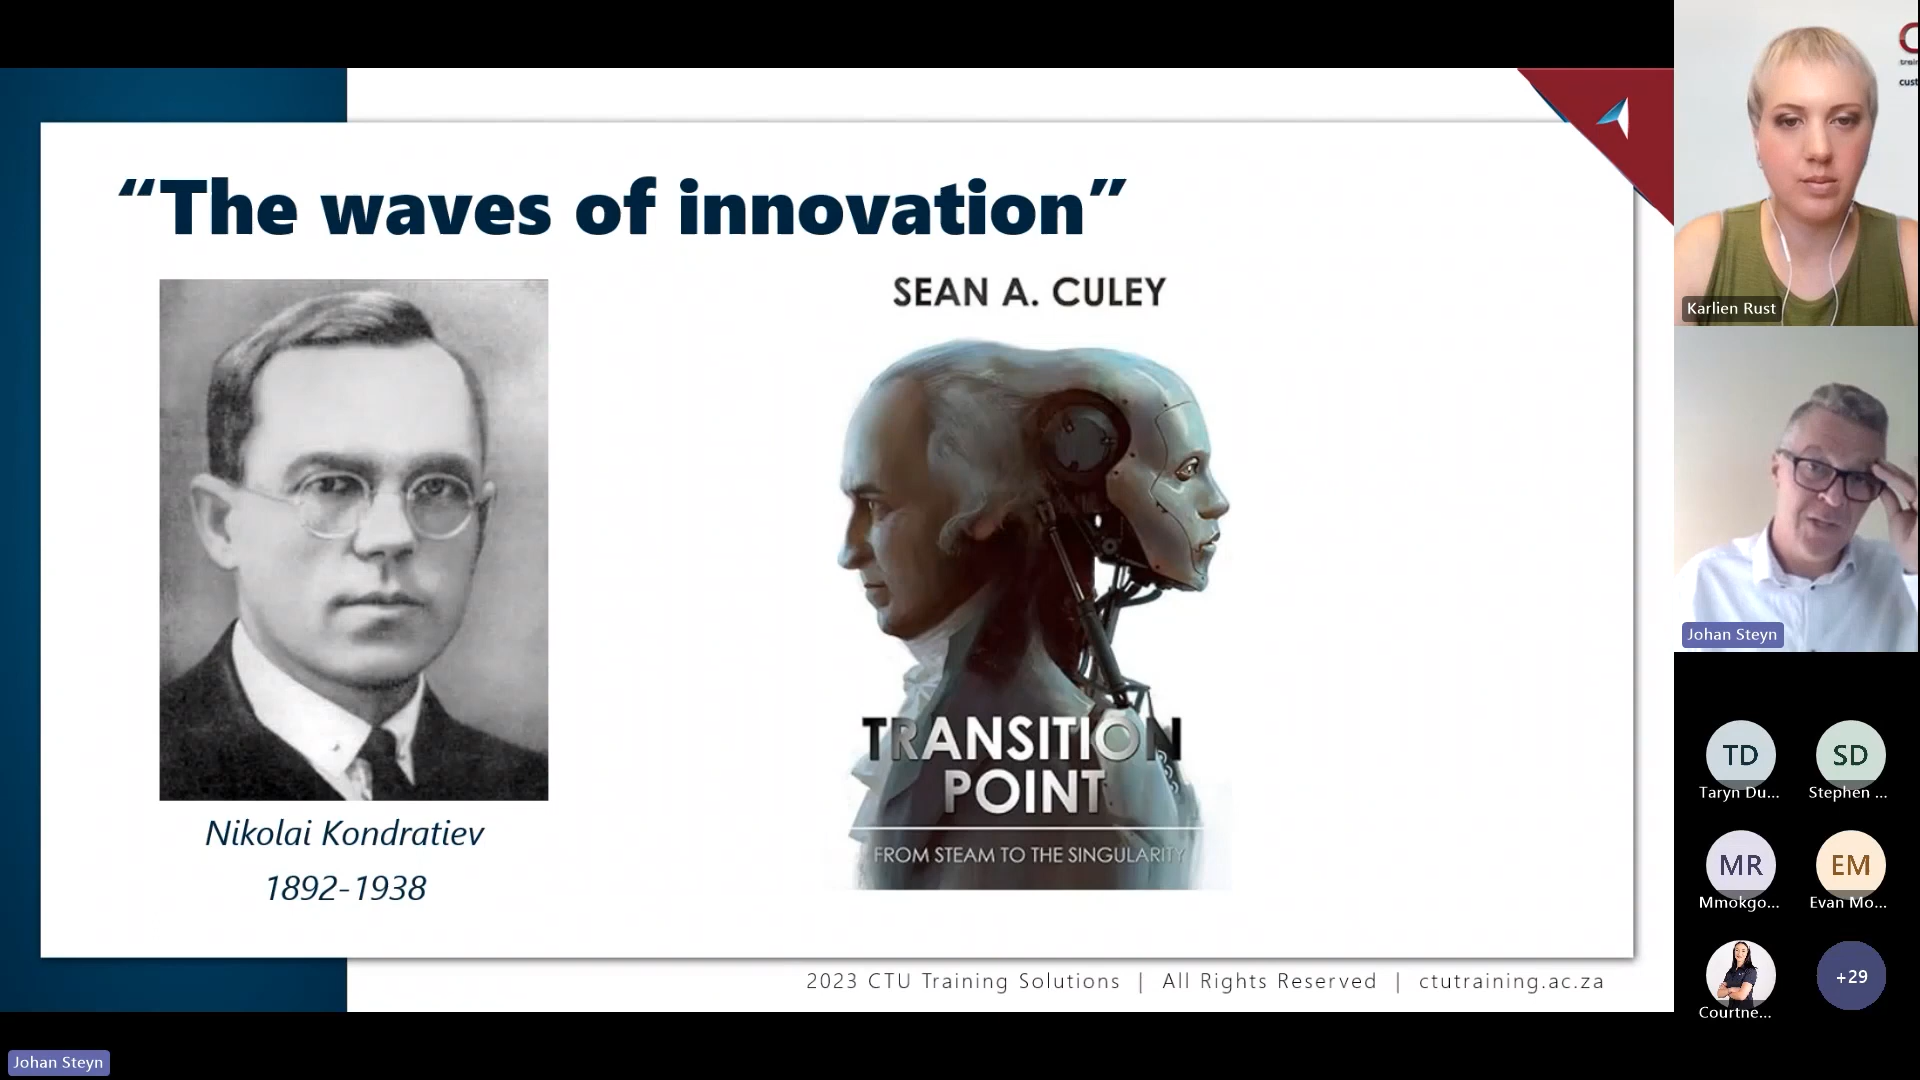 “The waves of innovation”
SEAN A. CULEY
TRANSITION
POINT
FROM STEAM TO THE SINGULARITY
Nikolai Kondratiev
1892-1938
2023 CTU Training Solutions | All Rights Reserved | ctutraining.ac.za
Johan Steyn
Karlien Rust
Johan Steyn
TD
Taryn Du...
SD
Stephen ...
MR
Mmokgo...
EM
Evan Mo...
Courtne...
+29